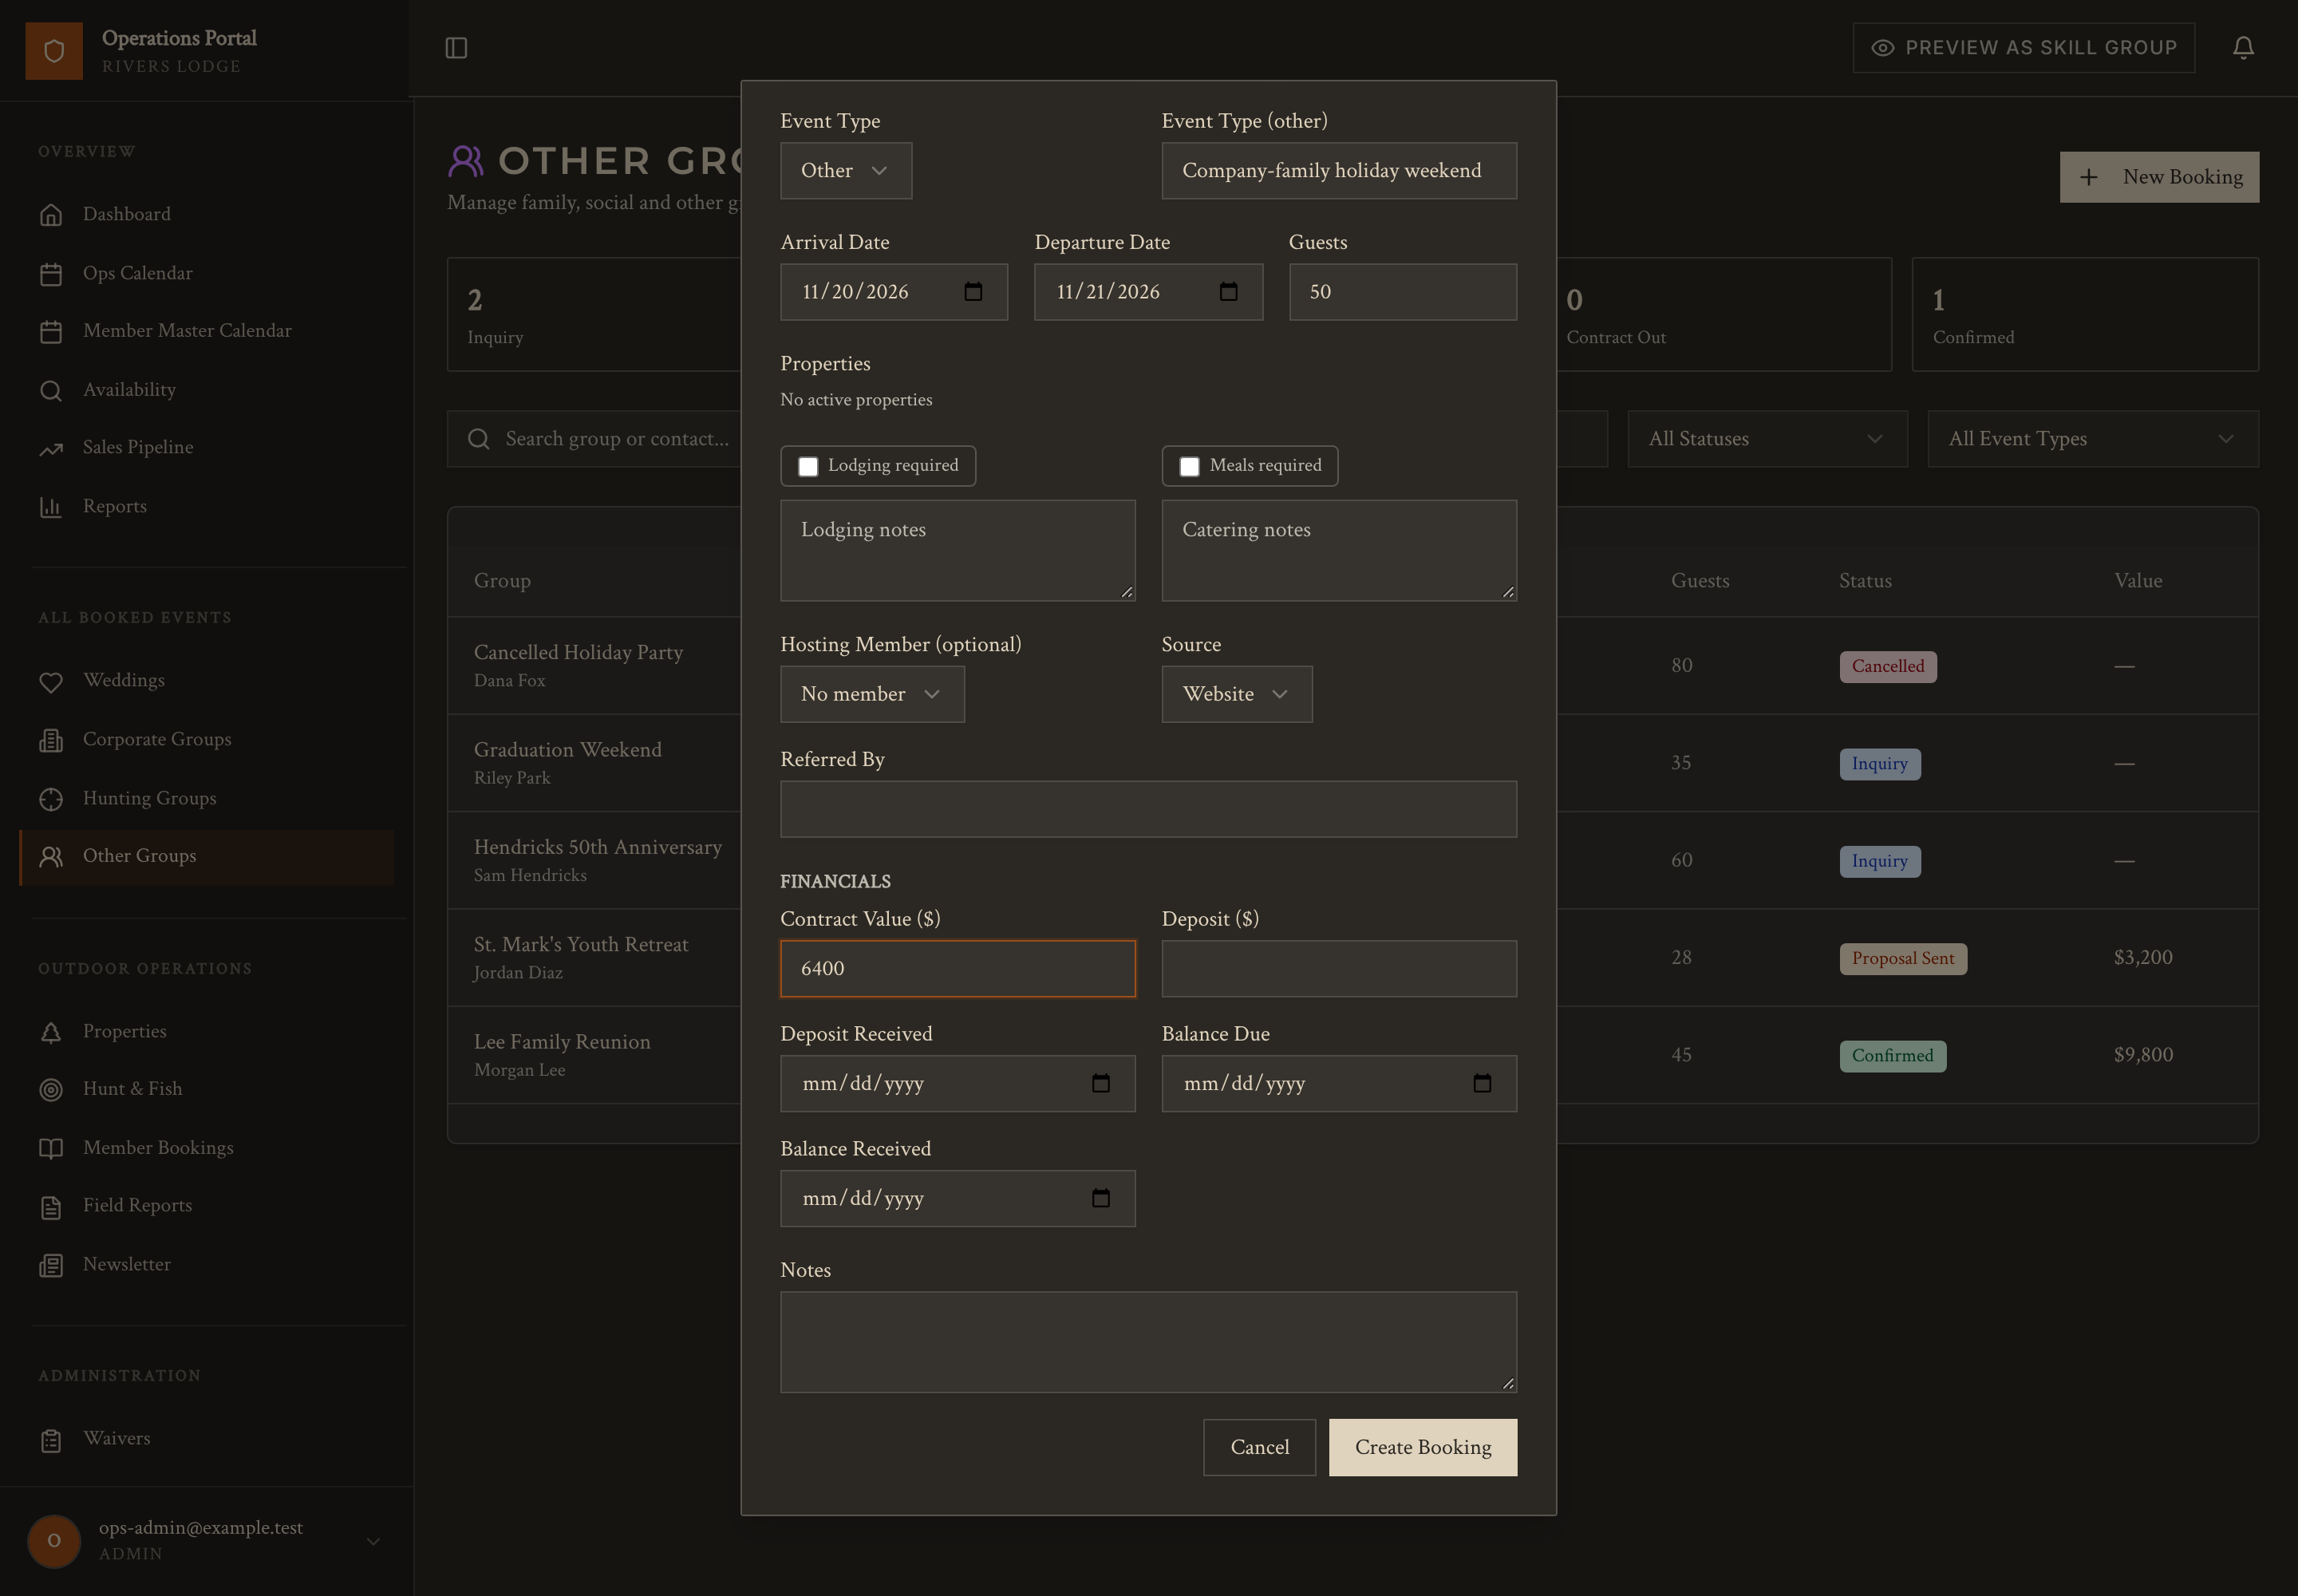 Operations Portal
RIVERS LODGE
PREVIEW AS SKILL GROUP
OVERVIEW
Dashboard
Ops Calendar
Member Master Calendar
Availability
Sales Pipeline
Reports
ALL BOOKED EVENTS
Weddings
Corporate Groups
Hunting Groups
Other Groups
OUTDOOR OPERATIONS
Properties
Hunt & Fish
Member Bookings
Field Reports
Newsletter
ADMINISTRATION
Waivers
O
ops-admin@example.test
ADMIN
OTHER GRO
Manage family, social and other g
New Booking
2
Inquiry
0
Contract Out
1
Confirmed
Search group or contact...
All Statuses
All Event Types
Group
Guests
Status
Value
Cancelled Holiday Party
Dana Fox
80
Cancelled
—
Graduation Weekend
Riley Park
35
Inquiry
—
Hendricks 50th Anniversary
Sam Hendricks
60
Inquiry
—
St. Mark's Youth Retreat
Jordan Diaz
28
Proposal Sent
$3,200
Lee Family Reunion
Morgan Lee
45
Confirmed
$9,800
Event Type
Event Type (other)
Other
Company-family holiday weekend
Arrival Date
Departure Date
Guests
11/20/2026
11/21/2026
50
Properties
No active properties
Lodging required
Meals required
Lodging notes
Catering notes
Hosting Member (optional)
Source
No member
Website
Referred By
FINANCIALS
Contract Value ($)
Deposit ($)
6400
Deposit Received
Balance Due
mm/dd/yyyy
mm/dd/yyyy
Balance Received
mm/dd/yyyy
Notes
Cancel
Create Booking